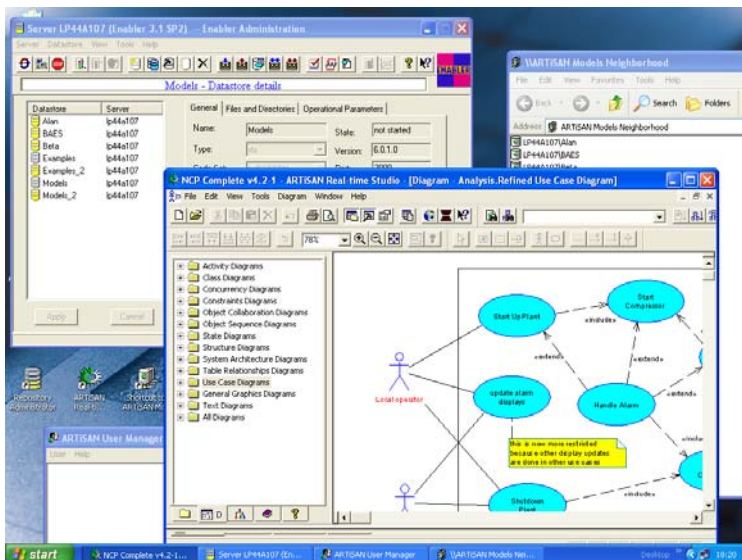 Server LP44A107 (Enabler 3.1 SP2) - Enabler Administration
Server Datastore View Tools Help
ENABLER
Models - Datastore details
Datastore Server
Alan lp44a107
BAES lp44a107
Beta lp44a107
Examples lp44a107
Examples_2 lp44a107
Models lp44a107
Models_2 lp44a107
General Files and Directories Operational Parameters
Name: Models State: not started
Type: Version: 6.0.1.0
Apply Cancel
\\ARTiSAN Models Neighborhood
File Edit View Favorites Tools Help
Back Search Folders
Address ARTiSAN Models Neighborhood
LP44A107\Alan
LP44A107\BAES
NCP Complete v4.2-1 - ARTiSAN Real-time Studio - [Diagram - Analysis.Refined Use Case Diagram]
File Edit View Tools Diagram Window Help
78%
Activity Diagrams
Class Diagrams
Concurrency Diagrams
Constraints Diagrams
Object Collaboration Diagrams
Object Sequence Diagrams
State Diagrams
Structure Diagrams
System Architecture Diagrams
Table Relationships Diagrams
Use Case Diagrams
General Graphics Diagrams
Text Diagrams
All Diagrams
D
Start Up Plant
Start
Compressor
«include»
«extend»
«extend»
Local operator
update alarm
displays
Handle Alarm
«extend»
this is now more restricted
because other display updates
are done in other use cases
«include»
Shutdown
Plant
«include»
Repository
Administrator
ARTiSAN
Real-ti...
Shortcut to
ARTiSAN M...
ARTiSAN User Manager
User Help
start
NCP Complete v4.2-1...
Server LP44A107 (En...
ARTiSAN User Manager
\\ARTiSAN Models Nei...
Desktop